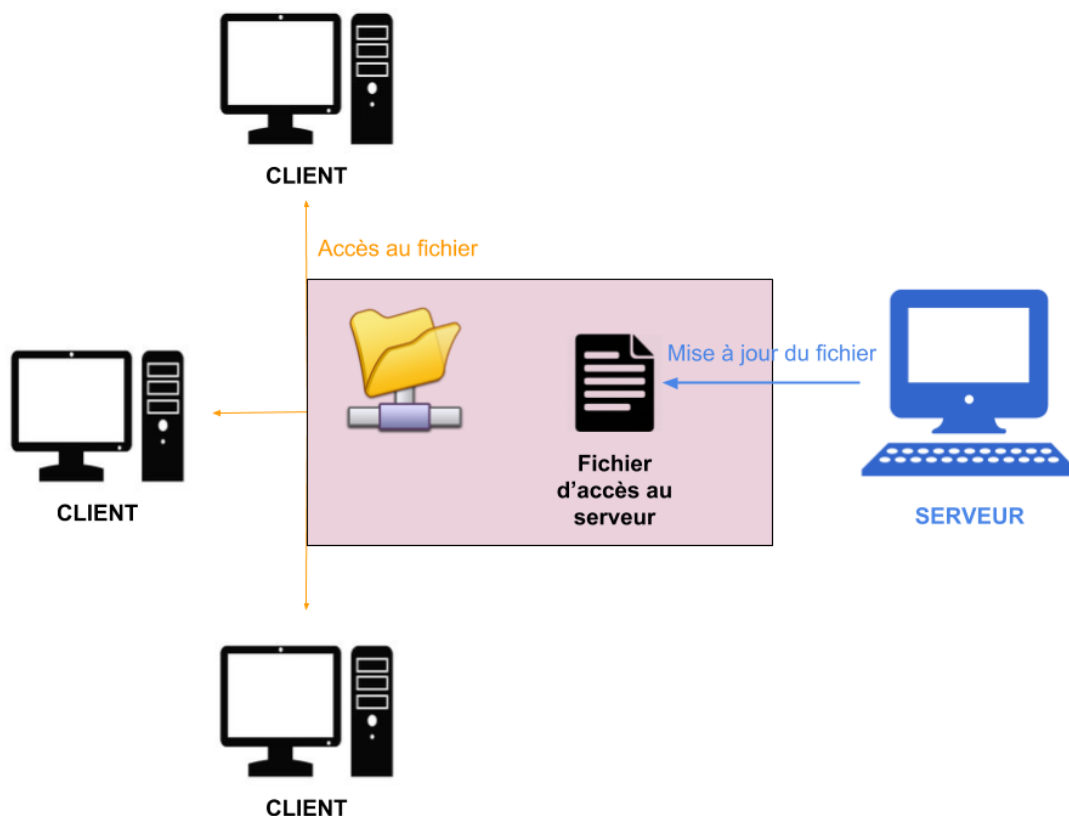 CLIENT
Accès au fichier
Mise à jour du fichier
CLIENT
Fichier
d’accès au
serveur
SERVEUR
CLIENT